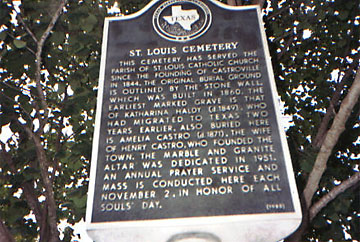 TEXAS
ST. LOUIS CEMETERY
THIS CEMETERY HAS SERVED THE
PARISH OF ST. LOUIS CATHOLIC CHURCH
SINCE THE FOUNDING OF CASTROVILLE
IN 1844. THE ORIGINAL BURIAL GROUND
IS OUTLINED BY THE STONE WALL,
WHICH WAS BUILT IN 1860. THE
EARLIEST MARKED GRAVE IS THAT
OF KATHARINA HALDY (d.1849), WHO
HAD MIGRATED TO TEXAS TWO
YEARS EARLIER. ALSO BURIED HERE
IS AMELIA CASTRO (d.1871), THE WIFE
OF HENRY CASTRO, WHO FOUNDED THE
TOWN. THE MARBLE AND GRANITE
ALTAR WAS DEDICATED IN 1951.
AN ANNUAL PRAYER SERVICE AND
MASS IS CONDUCTED HERE EACH
NOVEMBER 2, IN HONOR OF ALL
SOULS' DAY.